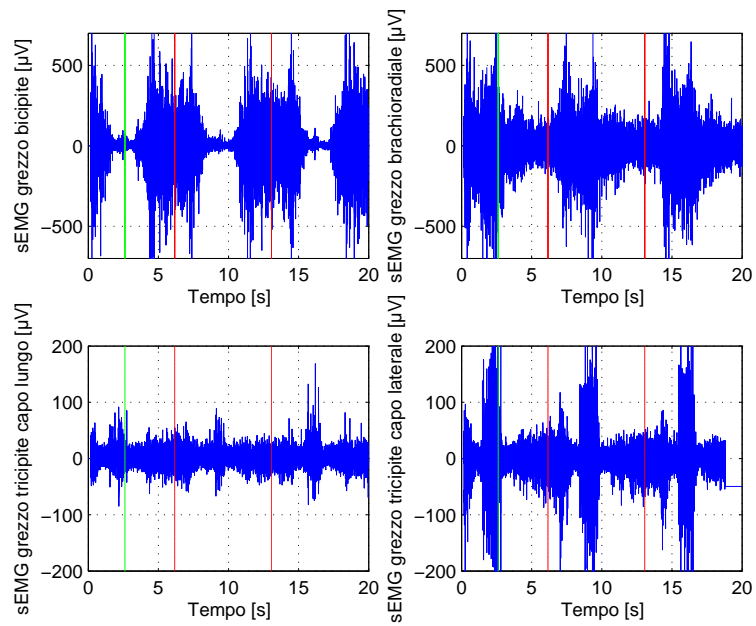 sEMG grezzo bicipite [µV]
500
0
−500
0 5 10 15 20
Tempo [s]
sEMG grezzo brachioradiale [µV]
500
0
−500
0 5 10 15 20
Tempo [s]
sEMG grezzo tricipite capo lungo [µV]
200
100
0
−100
−200
0 5 10 15 20
Tempo [s]
sEMG grezzo tricipite capo laterale [µV]
200
100
0
−100
−200
0 5 10 15 20
Tempo [s]